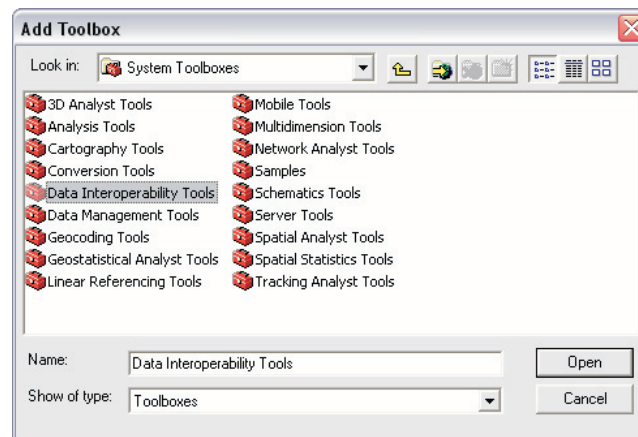 Add Toolbox
Look in: System Toolboxes
3D Analyst Tools
Analysis Tools
Cartography Tools
Conversion Tools
Data Interoperability Tools
Data Management Tools
Geocoding Tools
Geostatistical Analyst Tools
Linear Referencing Tools
Mobile Tools
Multidimension Tools
Network Analyst Tools
Samples
Schematics Tools
Server Tools
Spatial Analyst Tools
Spatial Statistics Tools
Tracking Analyst Tools
Name: Data Interoperability Tools
Open
Show of type: Toolboxes
Cancel